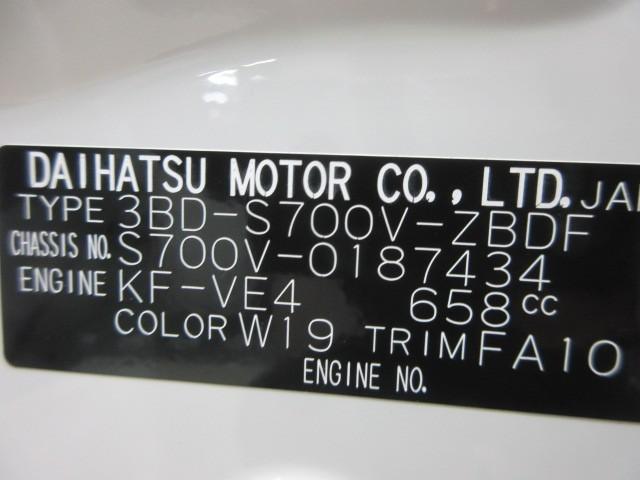 DAIHATSU MOTOR CO., LTD. JA
TYPE 3BD-S700V-ZBDF
CHASSIS NO. S700V-0187434
ENGINE KF-VE4 658cc
COLOR W19 TRIM FA10
ENGINE NO.